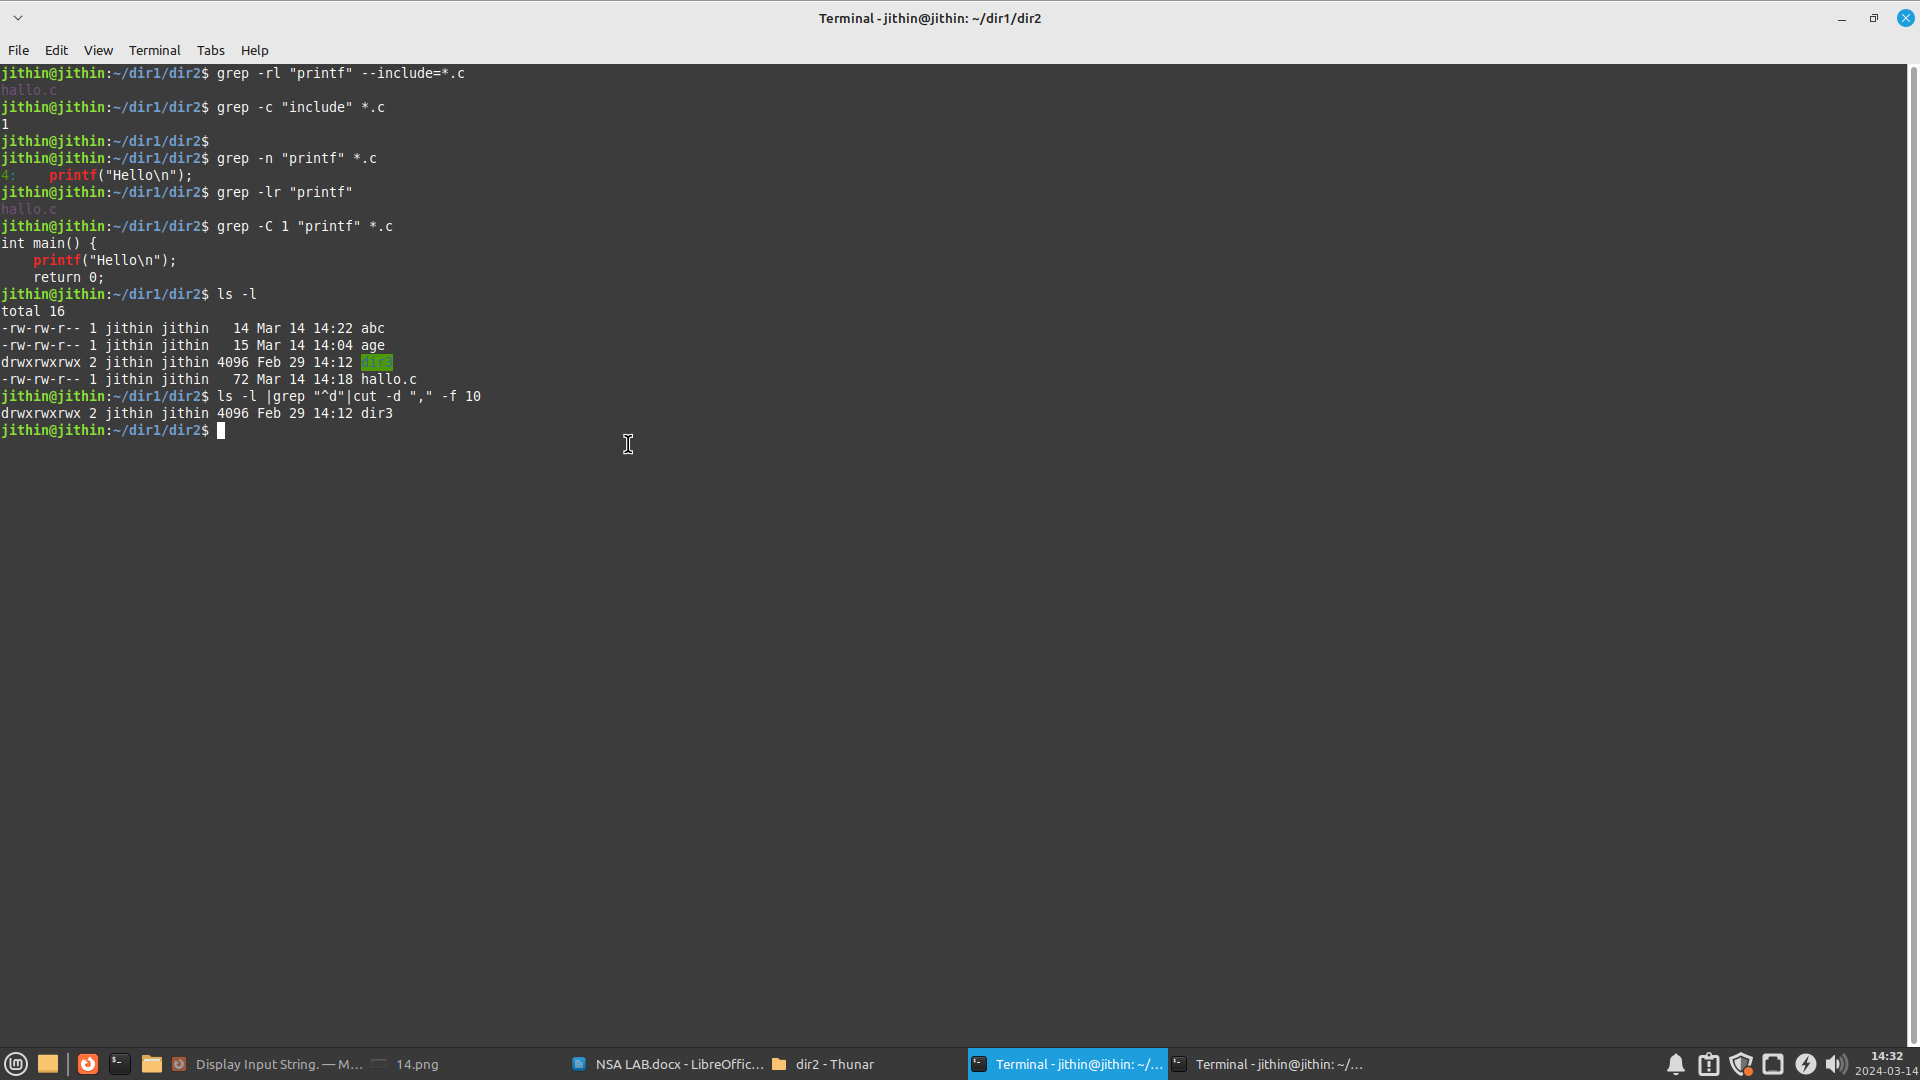 Terminal - jithin@jithin: ~/dir1/dir2
File Edit View Terminal Tabs Help
jithin@jithin:~/dir1/dir2$ grep -rl "printf" --include=*.c
hallo.c
jithin@jithin:~/dir1/dir2$ grep -c "include" *.c
1
jithin@jithin:~/dir1/dir2$
jithin@jithin:~/dir1/dir2$ grep -n "printf" *.c
4:    printf("Hello\n");
jithin@jithin:~/dir1/dir2$ grep -lr "printf"
hallo.c
jithin@jithin:~/dir1/dir2$ grep -C 1 "printf" *.c
int main() {
    printf("Hello\n");
    return 0;
jithin@jithin:~/dir1/dir2$ ls -l
total 16
-rw-rw-r-- 1 jithin jithin   14 Mar 14 14:22 abc
-rw-rw-r-- 1 jithin jithin   15 Mar 14 14:04 age
drwxrwxrwx 2 jithin jithin 4096 Feb 29 14:12 dir3
-rw-rw-r-- 1 jithin jithin   72 Mar 14 14:18 hallo.c
jithin@jithin:~/dir1/dir2$ ls -l |grep "^d"|cut -d "," -f 10
drwxrwxrwx 2 jithin jithin 4096 Feb 29 14:12 dir3
jithin@jithin:~/dir1/dir2$
Display Input String. — M... 14.png NSA LAB.docx - LibreOffic... dir2 - Thunar Terminal - jithin@jithin: ~/... Terminal - jithin@jithin: ~/...
14:32
2024-03-14